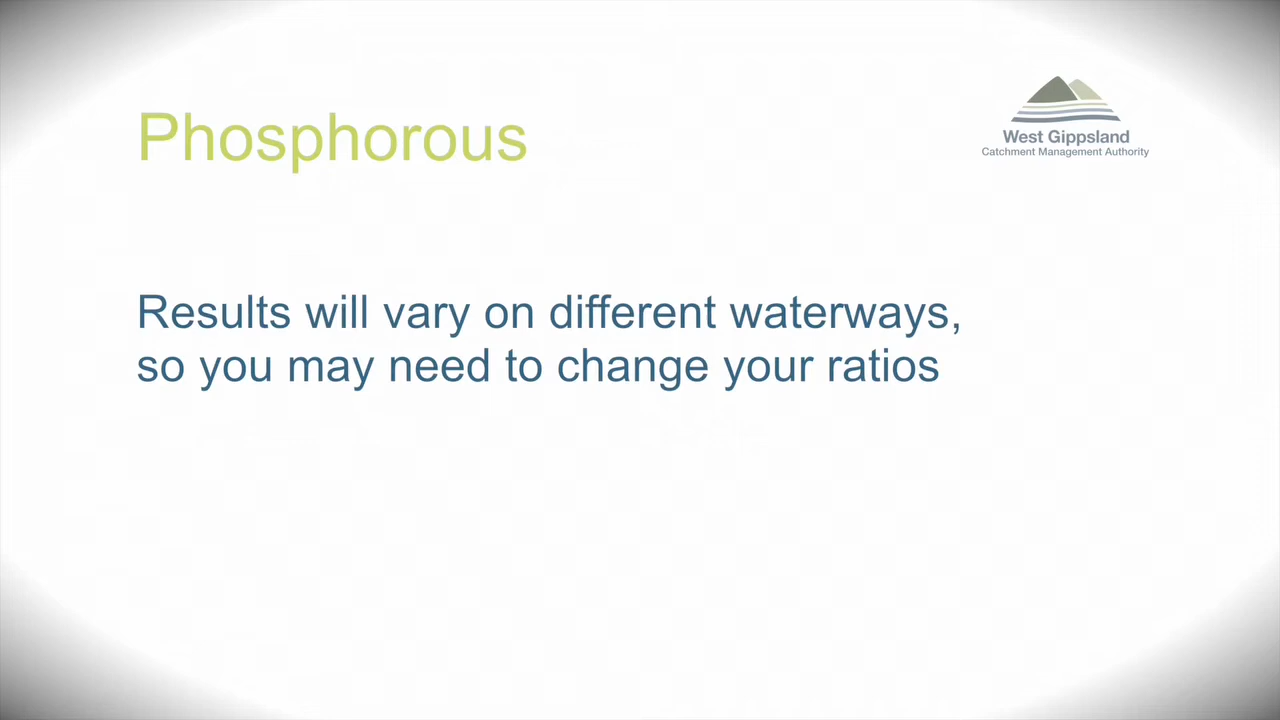 Phosphorous
West Gippsland
Catchment Management Authority
Results will vary on different waterways,
so you may need to change your ratios